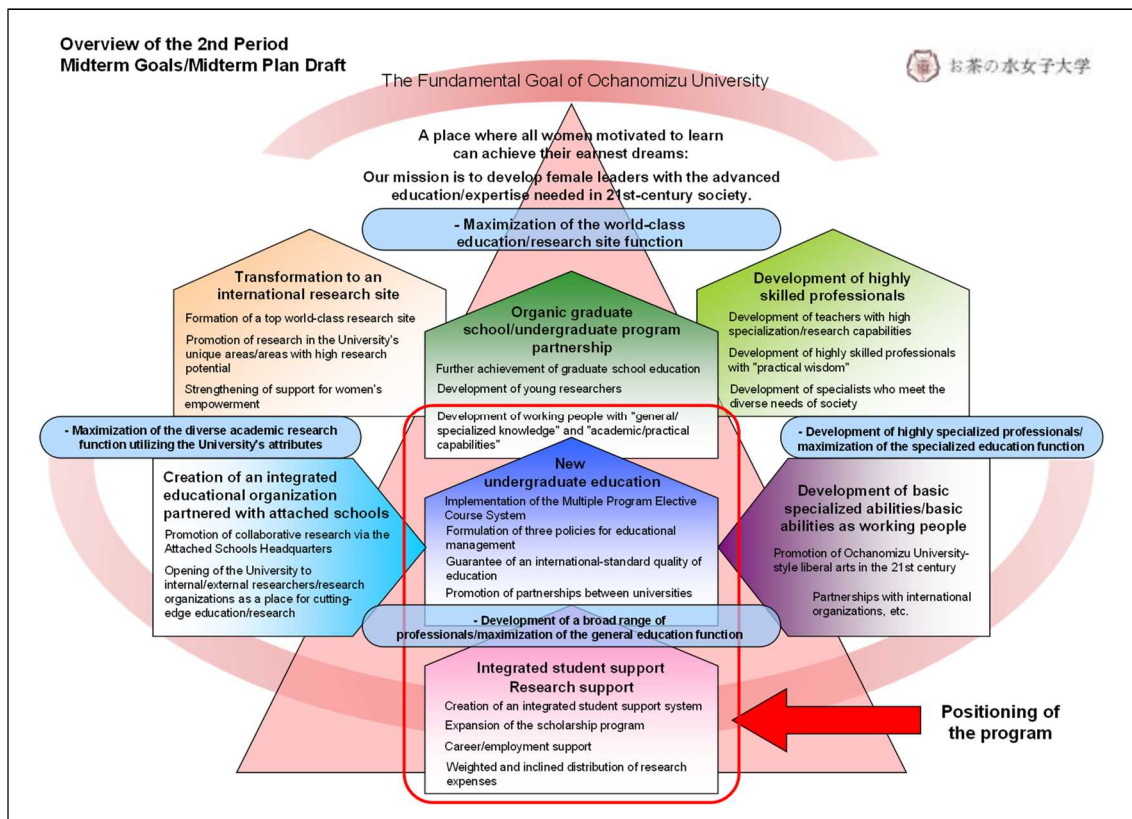 Overview of the 2nd Period
Midterm Goals/Midterm Plan Draft
お茶の水女子大学
The Fundamental Goal of Ochanomizu University
A place where all women motivated to learn
can achieve their earnest dreams:
Our mission is to develop female leaders with the advanced
education/expertise needed in 21st-century society.
- Maximization of the world-class
education/research site function
Transformation to an
international research site
Formation of a top world-class research site
Promotion of research in the University's
unique areas/areas with high research
potential
Strengthening of support for women's
empowerment
Organic graduate
school/undergraduate program
partnership
Further achievement of graduate school education
Development of young researchers
Development of working people with "general/
specialized knowledge" and "academic/practical
capabilities"
Development of highly
skilled professionals
Development of teachers with high
specialization/research capabilities
Development of highly skilled professionals
with "practical wisdom"
Development of specialists who meet the
diverse needs of society
- Maximization of the diverse academic research
function utilizing the University's attributes
- Development of highly specialized professionals/
maximization of the specialized education function
Creation of an integrated
educational organization
partnered with attached schools
Promotion of collaborative research via the
Attached Schools Headquarters
Opening of the University to
internal/external researchers/research
organizations as a place for cutting-
edge education/research
New
undergraduate education
Implementation of the Multiple Program Elective
Course System
Formulation of three policies for educational
management
Guarantee of an international-standard quality of
education
Promotion of partnerships between universities
Development of basic
specialized abilities/basic
abilities as working people
Promotion of Ochanomizu University-
style liberal arts in the 21st century
Partnerships with international
organizations, etc.
- Development of a broad range of
professionals/maximization of the general education function
Integrated student support
Research support
Creation of an integrated student support system
Expansion of the scholarship program
Career/employment support
Weighted and inclined distribution of research
expenses
Positioning of
the program